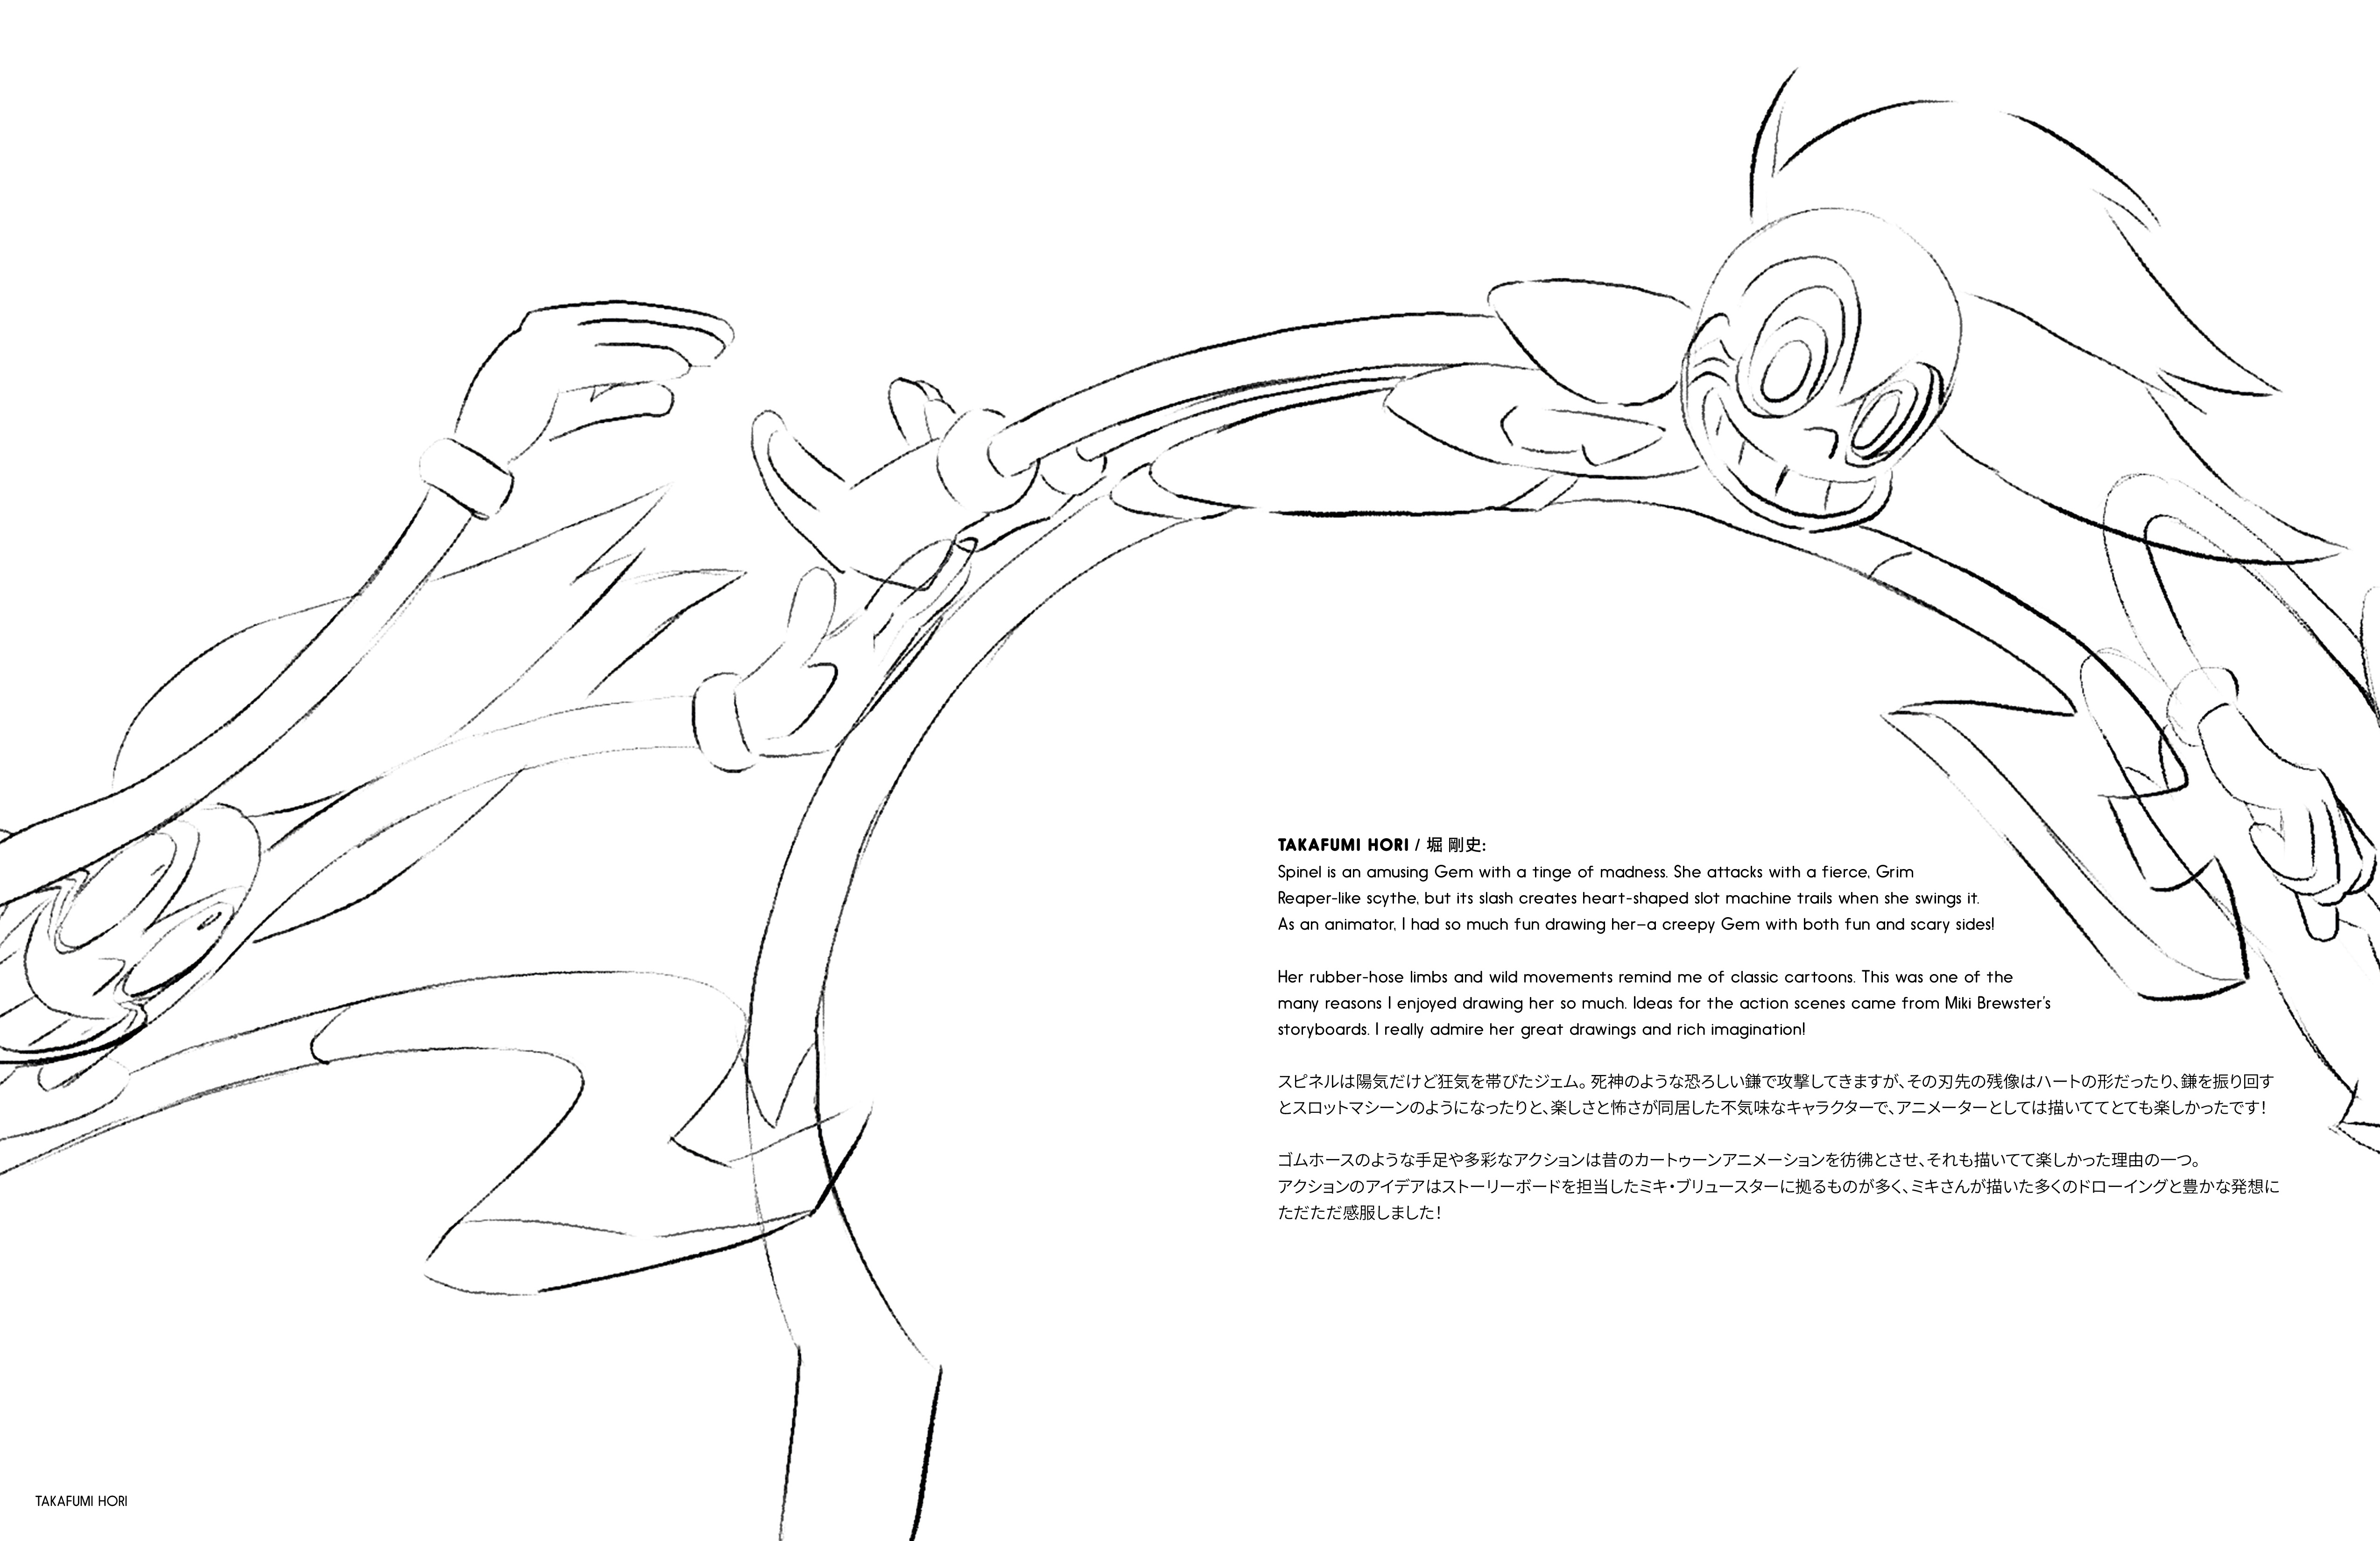 TAKAFUMI HORI / 堀 剛史:
Spinel is an amusing Gem with a tinge of madness. She attacks with a fierce, Grim
Reaper-like scythe, but its slash creates heart-shaped slot machine trails when she swings it.
As an animator, I had so much fun drawing her–a creepy Gem with both fun and scary sides!
Her rubber-hose limbs and wild movements remind me of classic cartoons. This was one of the
many reasons I enjoyed drawing her so much. Ideas for the action scenes came from Miki Brewster's
storyboards. I really admire her great drawings and rich imagination!
スピネルは陽気だけど狂気を帯びたジェム。死神のような恐ろしい鎌で攻撃してきますが、その刃先の残像はハートの形だったり、鎌を振り回す
とスロットマシーンのようになったりと、楽しさと怖さが同居した不気味なキャラクターで、アニメーターとしては描いててとても楽しかったです!
ゴムホースのような手足や多彩なアクションは昔のカートゥーンアニメーションを彷彿とさせ、それも描いてて楽しかった理由の一つ。
アクションのアイデアはストーリーボードを担当したミキ・ブリュースターに拠るものが多く、ミキさんが描いた多くのドローイングと豊かな発想に
ただただ感服しました!
TAKAFUMI HORI